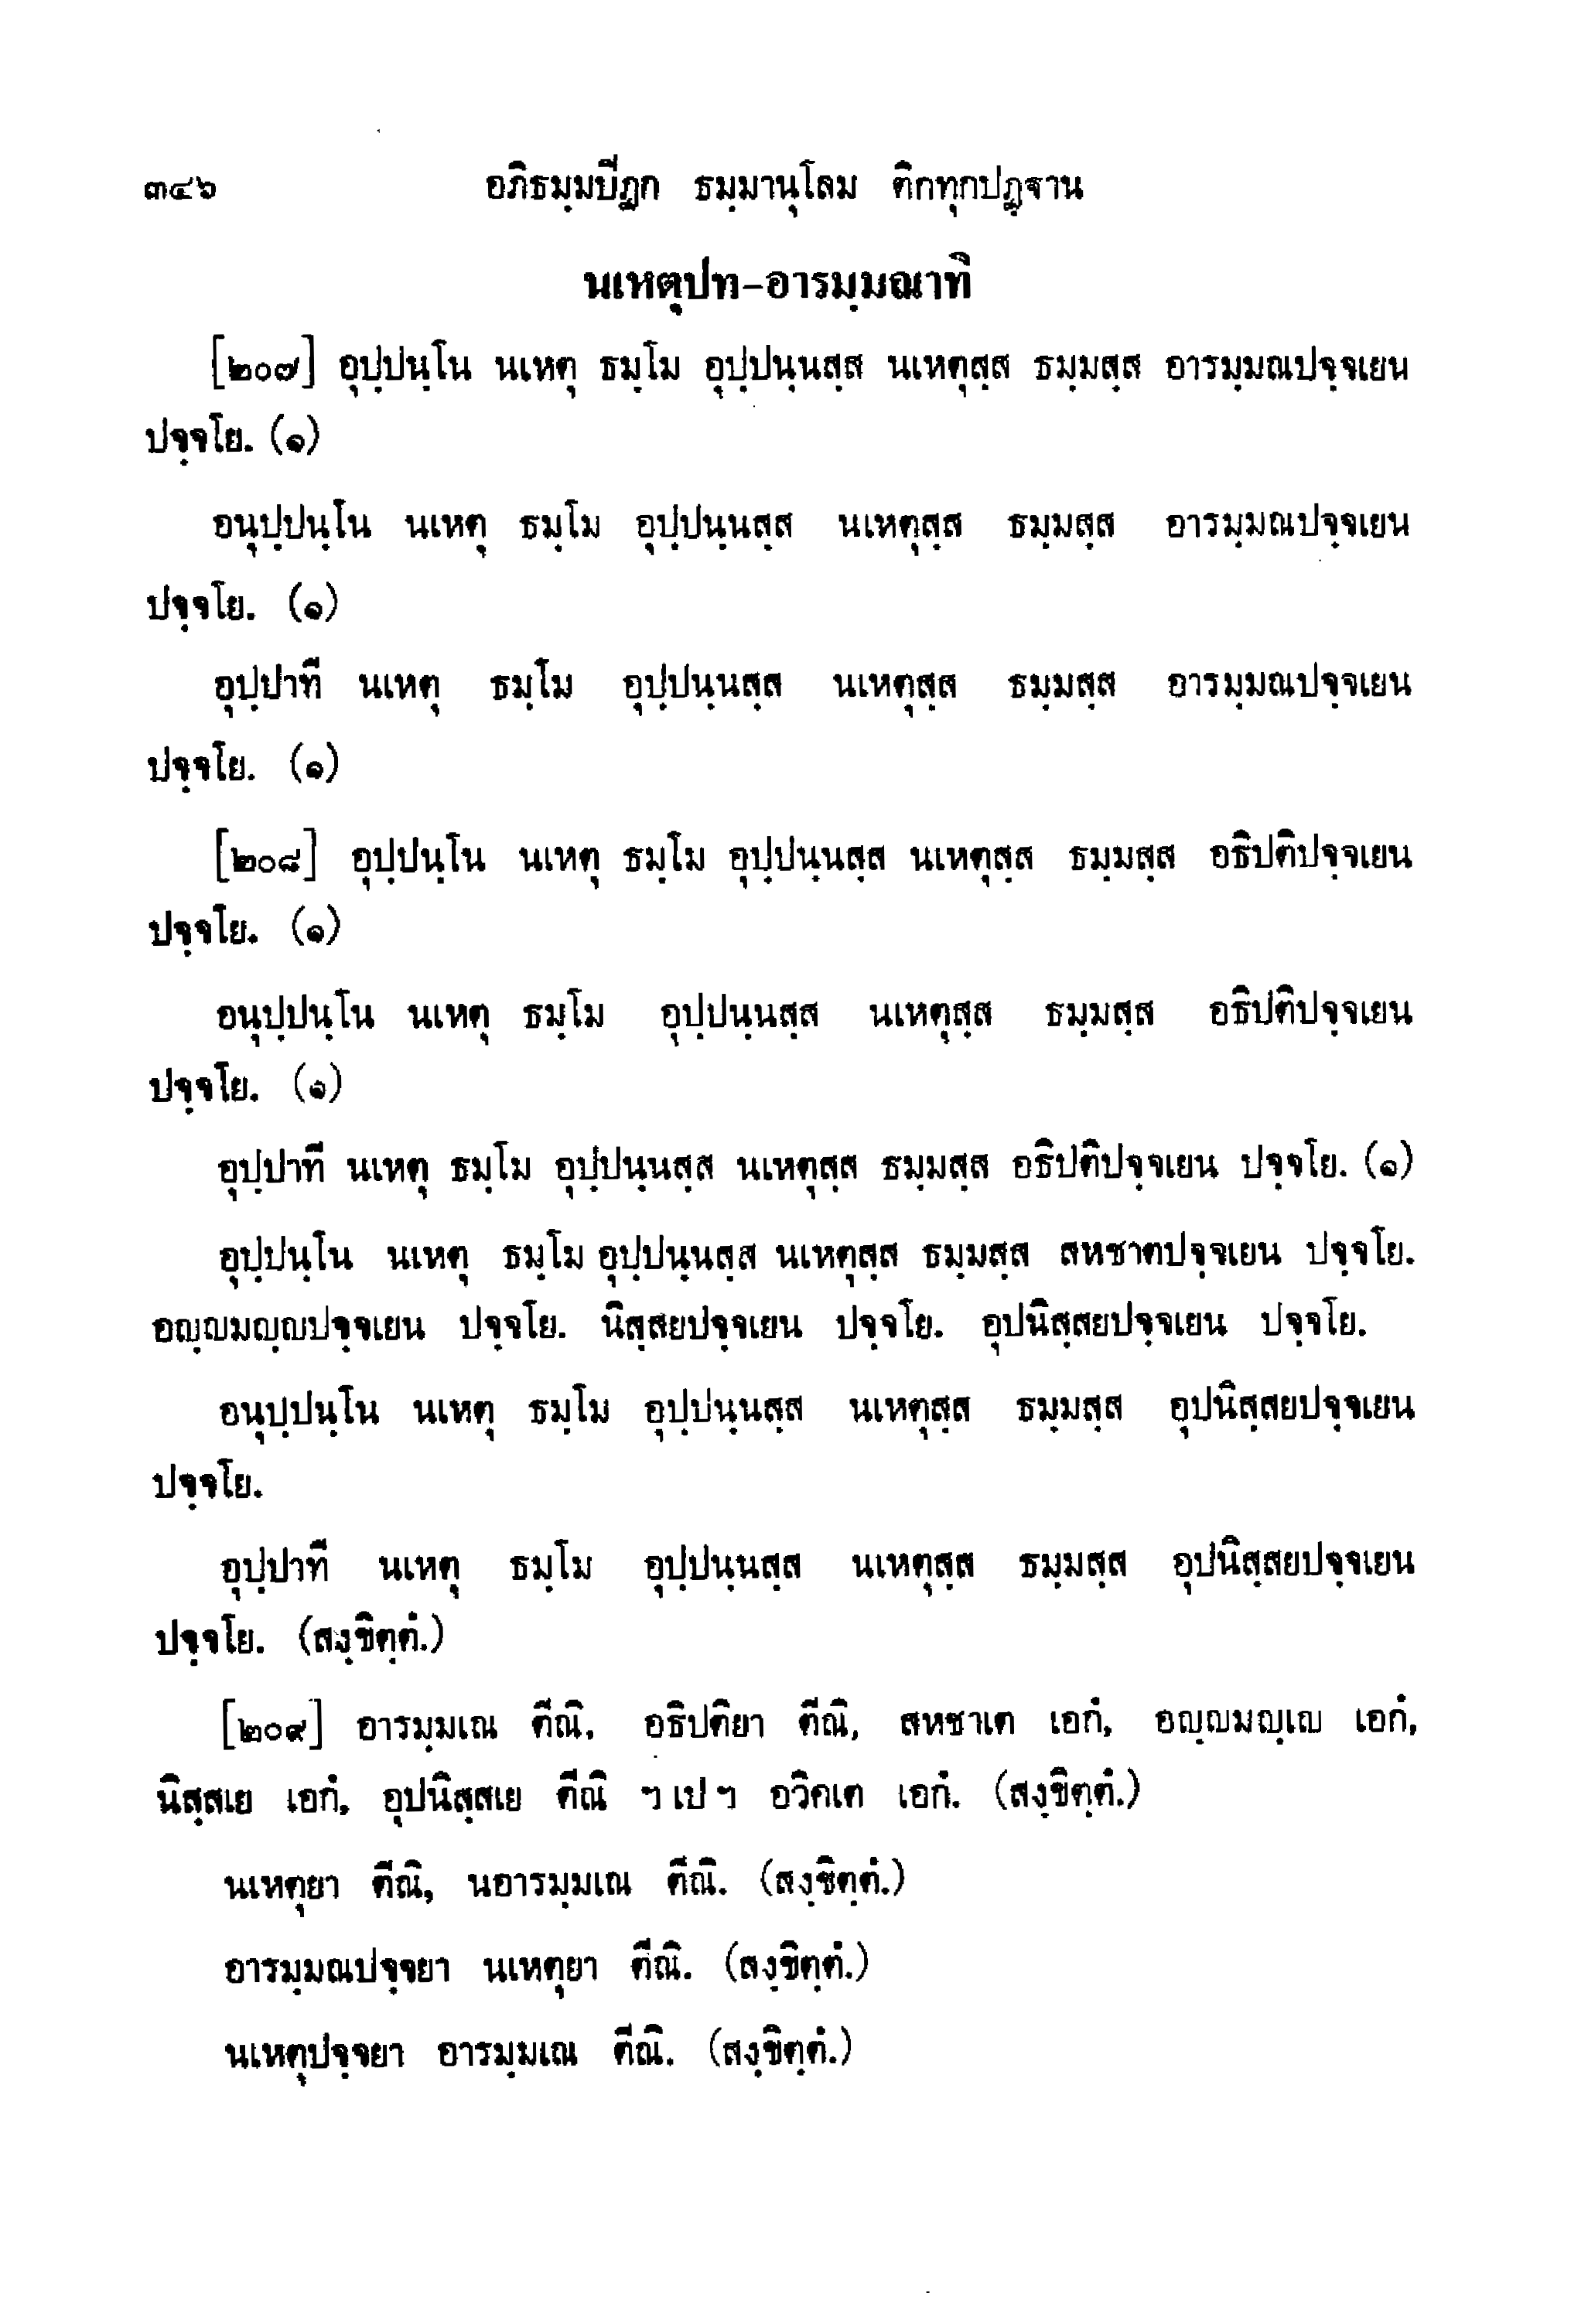 ๓๔๖ อภิธมฺมปิฏก ธมฺมานุโลม ติกทุกปฏฺฐาน
นเหตุปท-อารมฺมณาทิ
[๒๐๗] อุปฺปนฺโน นเหตุ ธมฺโม อุปฺปนฺนสฺส นเหตุสฺส ธมฺมสฺส อารมฺมณปจฺจเยน
ปจฺจโย. (๑)
อนุปฺปนฺโน นเหตุ ธมฺโม อุปฺปนฺนสฺส นเหตุสฺส ธมฺมสฺส อารมฺมณปจฺจเยน
ปจฺจโย. (๑)
อุปฺปาที นเหตุ ธมฺโม อุปฺปนฺนสฺส นเหตุสฺส ธมฺมสฺส อารมฺมณปจฺจเยน
ปจฺจโย. (๑)
[๒๐๘] อุปฺปนฺโน นเหตุ ธมฺโม อุปฺปนฺนสฺส นเหตุสฺส ธมฺมสฺส อธิปติปจฺจเยน
ปจฺจโย. (๑)
อนุปฺปนฺโน นเหตุ ธมฺโม อุปฺปนฺนสฺส นเหตุสฺส ธมฺมสฺส อธิปติปจฺจเยน
ปจฺจโย. (๑)
อุปฺปาที นเหตุ ธมฺโม อุปฺปนฺนสฺส นเหตุสฺส ธมฺมสฺส อธิปติปจฺจเยน ปจฺจโย. (๑)
อุปฺปนฺโน นเหตุ ธมฺโม อุปฺปนฺนสฺส นเหตุสฺส ธมฺมสฺส สหชาตปจฺจเยน ปจฺจโย.
อญฺญมญฺญปจฺจเยน ปจฺจโย. นิสฺสยปจฺจเยน ปจฺจโย. อุปนิสฺสยปจฺจเยน ปจฺจโย.
อนุปฺปนฺโน นเหตุ ธมฺโม อุปฺปนฺนสฺส นเหตุสฺส ธมฺมสฺส อุปนิสฺสยปจฺจเยน
ปจฺจโย.
อุปฺปาที นเหตุ ธมฺโม อุปฺปนฺนสฺส นเหตุสฺส ธมฺมสฺส อุปนิสฺสยปจฺจเยน
ปจฺจโย. (สงฺขิตฺตํ.)
[๒๐๙] อารมฺมเณ ตีณิ, อธิปติยา ตีณิ, สหชาเต เอกํ, อญฺญมญฺเญ เอกํ,
นิสฺสเย เอกํ, อุปนิสฺสเย ตีณิ ฯ เป ฯ อวิคเต เอกํ. (สงฺขิตฺตํ.)
นเหตุยา ตีณิ, นอารมฺมเณ ตีณิ. (สงฺขิตฺตํ.)
อารมฺมณปจฺจยา นเหตุยา ตีณิ. (สงฺขิตฺตํ.)
นเหตุปจฺจยา อารมฺมเณ ตีณิ. (สงฺขิตฺตํ.)